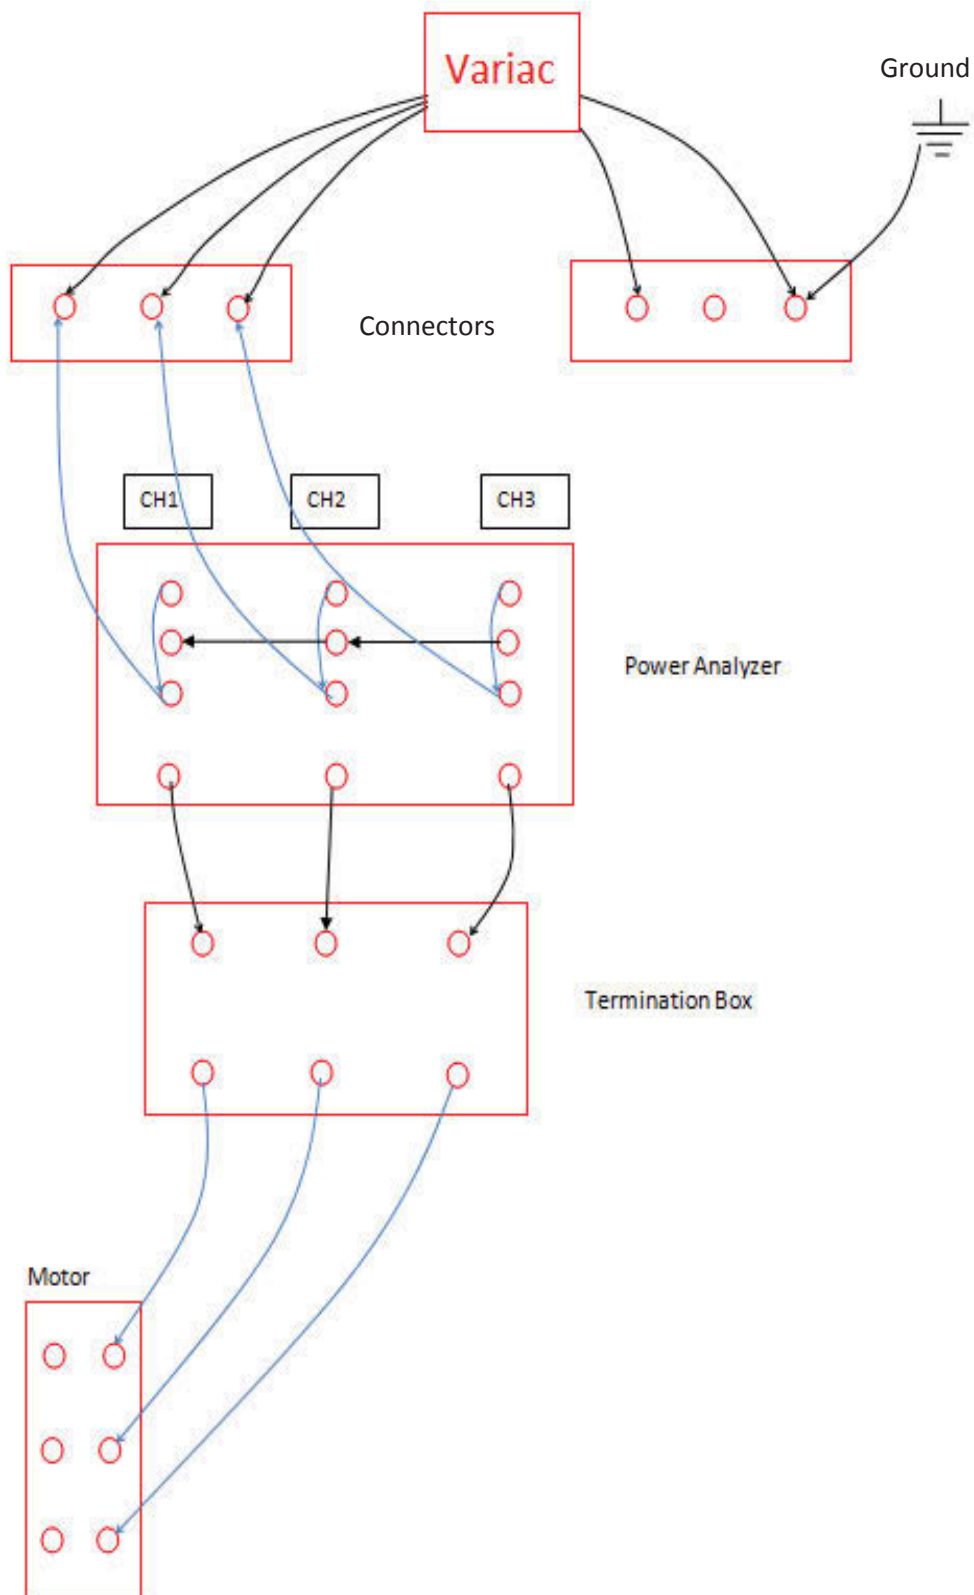 Variac
Ground
Connectors
CH1
CH2
CH3
Power Analyzer
Termination Box
Motor